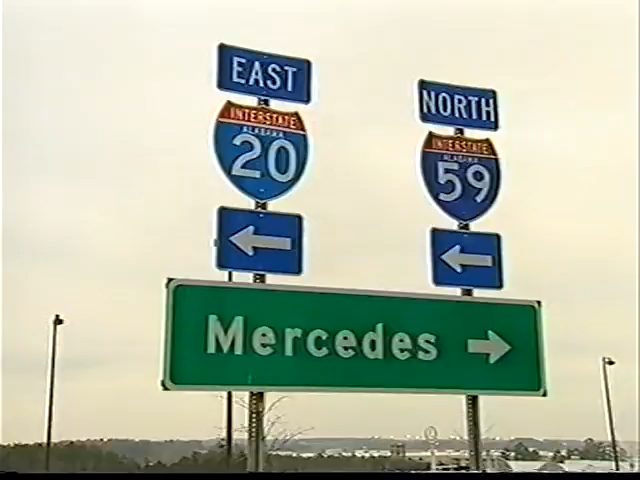 EAST
INTERSTATE
ALABAMA
20
NORTH
INTERSTATE
ALABAMA
59
Mercedes